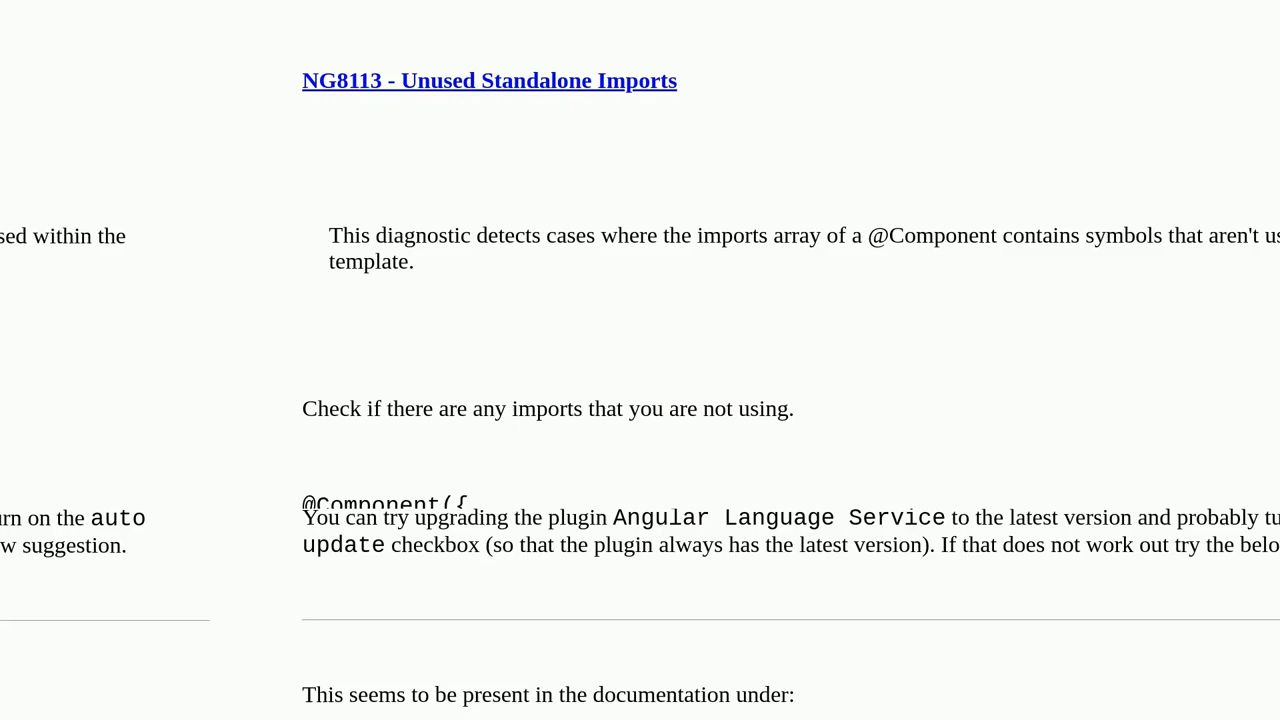 NG8113 - Unused Standalone Imports
sed within the
This diagnostic detects cases where the imports array of a @Component contains symbols that aren't us
template.
Check if there are any imports that you are not using.
@Component({
urn on the auto
w suggestion.
You can try upgrading the plugin Angular Language Service to the latest version and probably tu
update checkbox (so that the plugin always has the latest version). If that does not work out try the belo
This seems to be present in the documentation under: